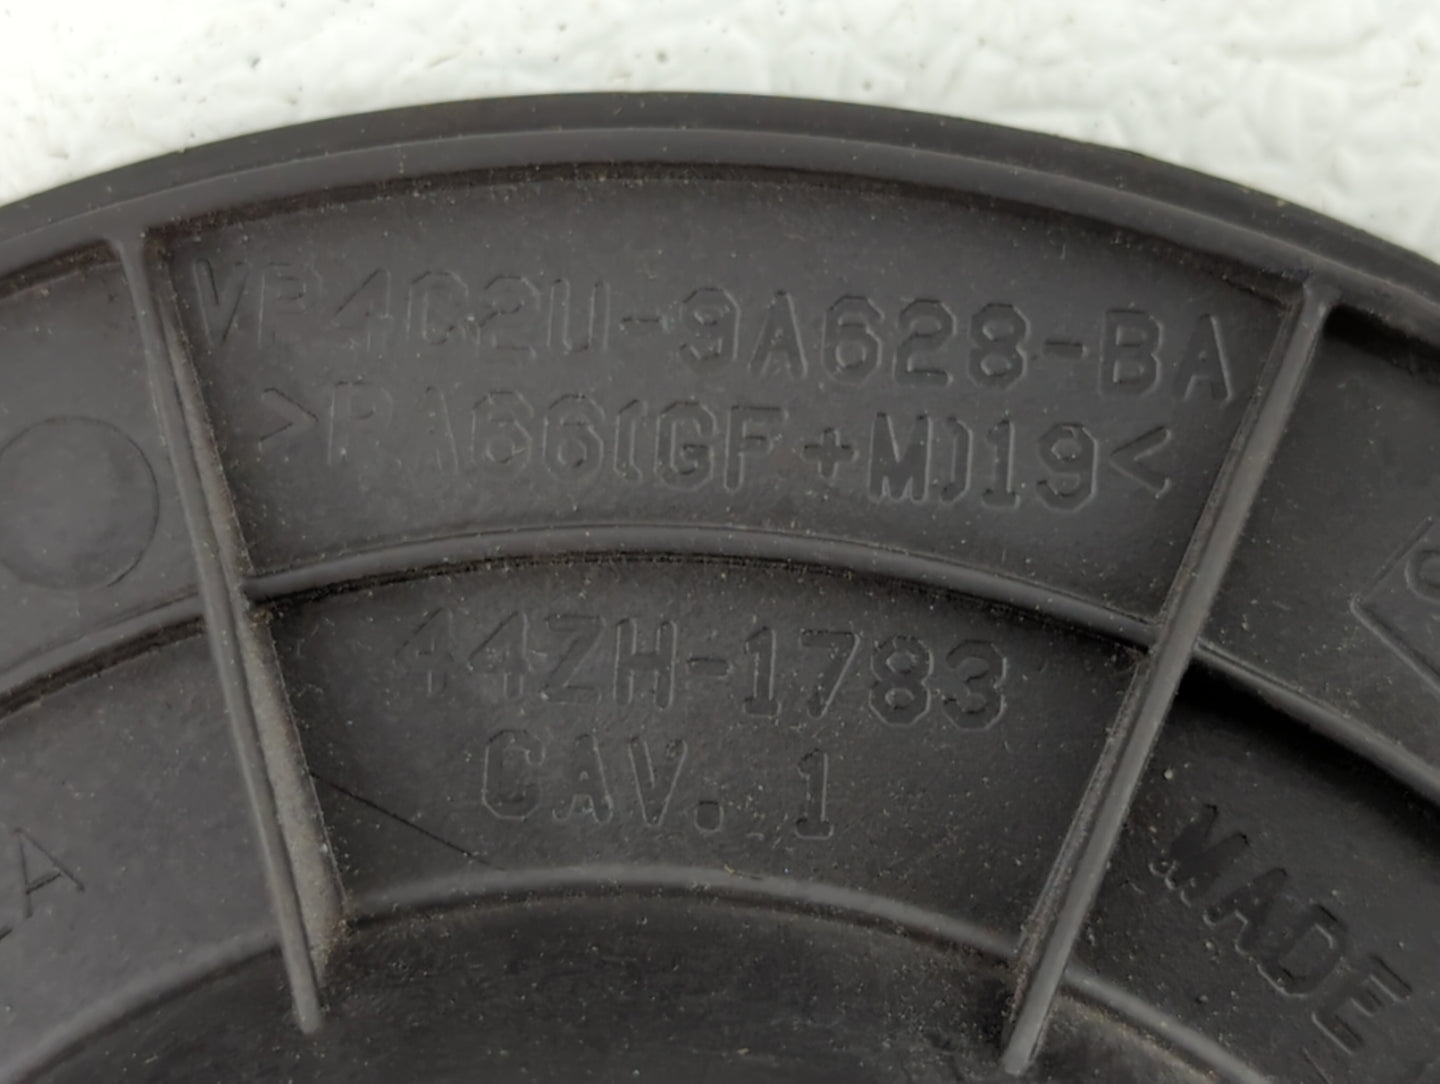 VP4C2U-9A628-BA
>PA66(GF+M)19<
44ZH-1783
CAV. 1
MADE